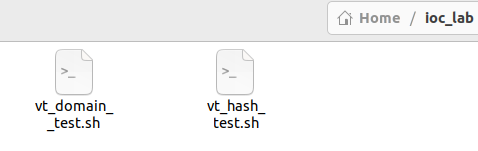 Home / ioc_lab
>_ >_
vt_domain_ vt_hash_
_test.sh test.sh